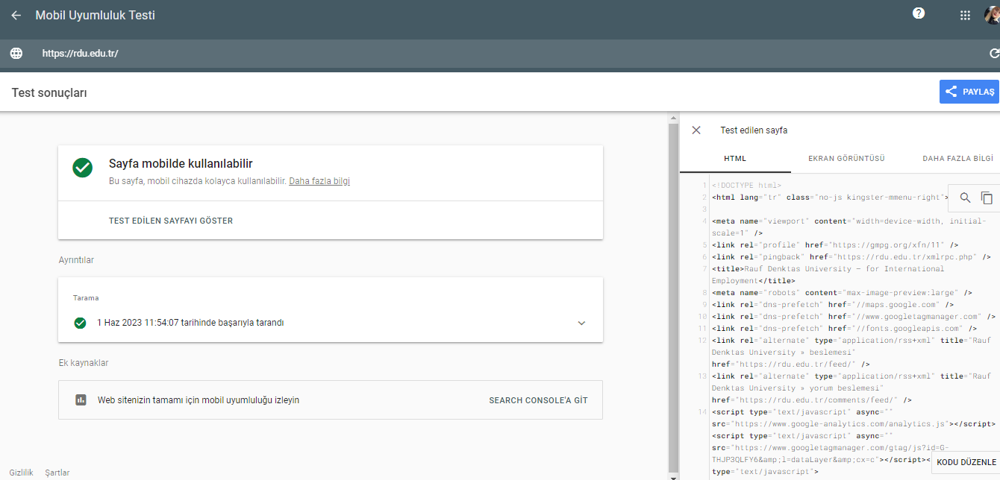 Mobil Uyumluluk Testi
?
https://rdu.edu.tr/
Test sonuçları
PAYLAŞ
Sayfa mobilde kullanılabilir
Bu sayfa, mobil cihazda kolayca kullanılabilir. Daha fazla bilgi
TEST EDİLEN SAYFAYI GÖSTER
Ayrıntılar
Tarama
1 Haz 2023 11:54:07 tarihinde başarıyla tarandı
Ek kaynaklar
Web sitenizin tamamı için mobil uyumluluğu izleyin
SEARCH CONSOLE'A GİT
Gizlilik Şartlar
Test edilen sayfa
HTML EKRAN GÖRÜNTÜSÜ DAHA FAZLA BİLGİ
1 <!DOCTYPE html>
2 <html lang="tr" class="no-js kingster-mmenu-right">
3
4 <meta name="viewport" content="width=device-width, initial-
scale=1" />
5 <link rel="profile" href="https://gmpg.org/xfn/11" />
6 <link rel="pingback" href="https://rdu.edu.tr/xmlrpc.php" />
7 <title>Rauf Denktas University – for International
Employment</title>
8 <meta name="robots" content="max-image-preview:large" />
9 <link rel="dns-prefetch" href="//maps.google.com" />
10 <link rel="dns-prefetch" href="//www.googletagmanager.com" />
11 <link rel="dns-prefetch" href="//fonts.googleapis.com" />
12 <link rel="alternate" type="application/rss+xml" title="Rauf
Denktas University » beslemesi"
href="https://rdu.edu.tr/feed/" />
13 <link rel="alternate" type="application/rss+xml" title="Rauf
Denktas University » yorum beslemesi"
href="https://rdu.edu.tr/comments/feed/" />
14 <script type="text/javascript" async=""
src="https://www.google-analytics.com/analytics.js"></script>
<script type="text/javascript" async=""
src="https://www.googletagmanager.com/gtag/js?id=G-
THJP3QLFY6&amp;l=dataLayer&amp;cx=c"></script><
type="text/javascript">
KODU DÜZENLE